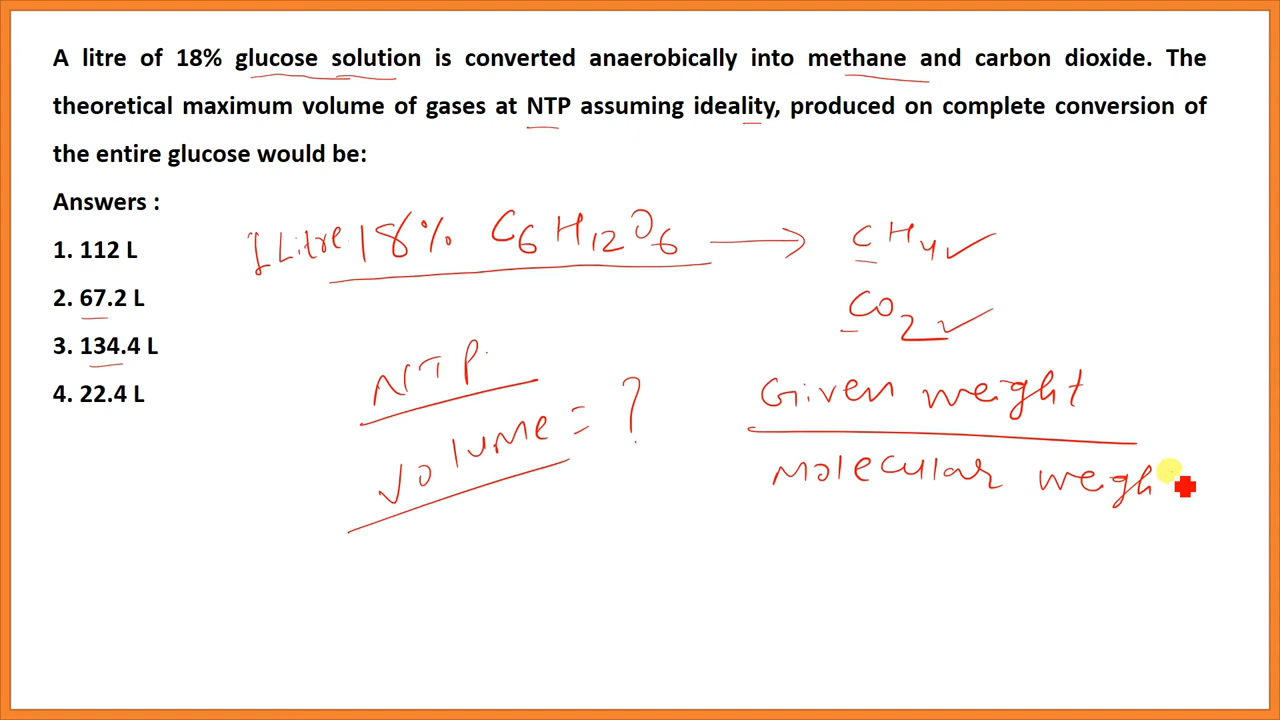 A litre of 18% glucose solution is converted anaerobically into methane and carbon dioxide. The
theoretical maximum volume of gases at NTP assuming ideality, produced on complete conversion of
the entire glucose would be:
Answers :
1. 112 L
2. 67.2 L
3. 134.4 L
4. 22.4 L
1 Litre 18% C6H12O6 → CH4 ✓
CO2 ✓
NTP
Volume = ?
Given weight
Molecular weigh